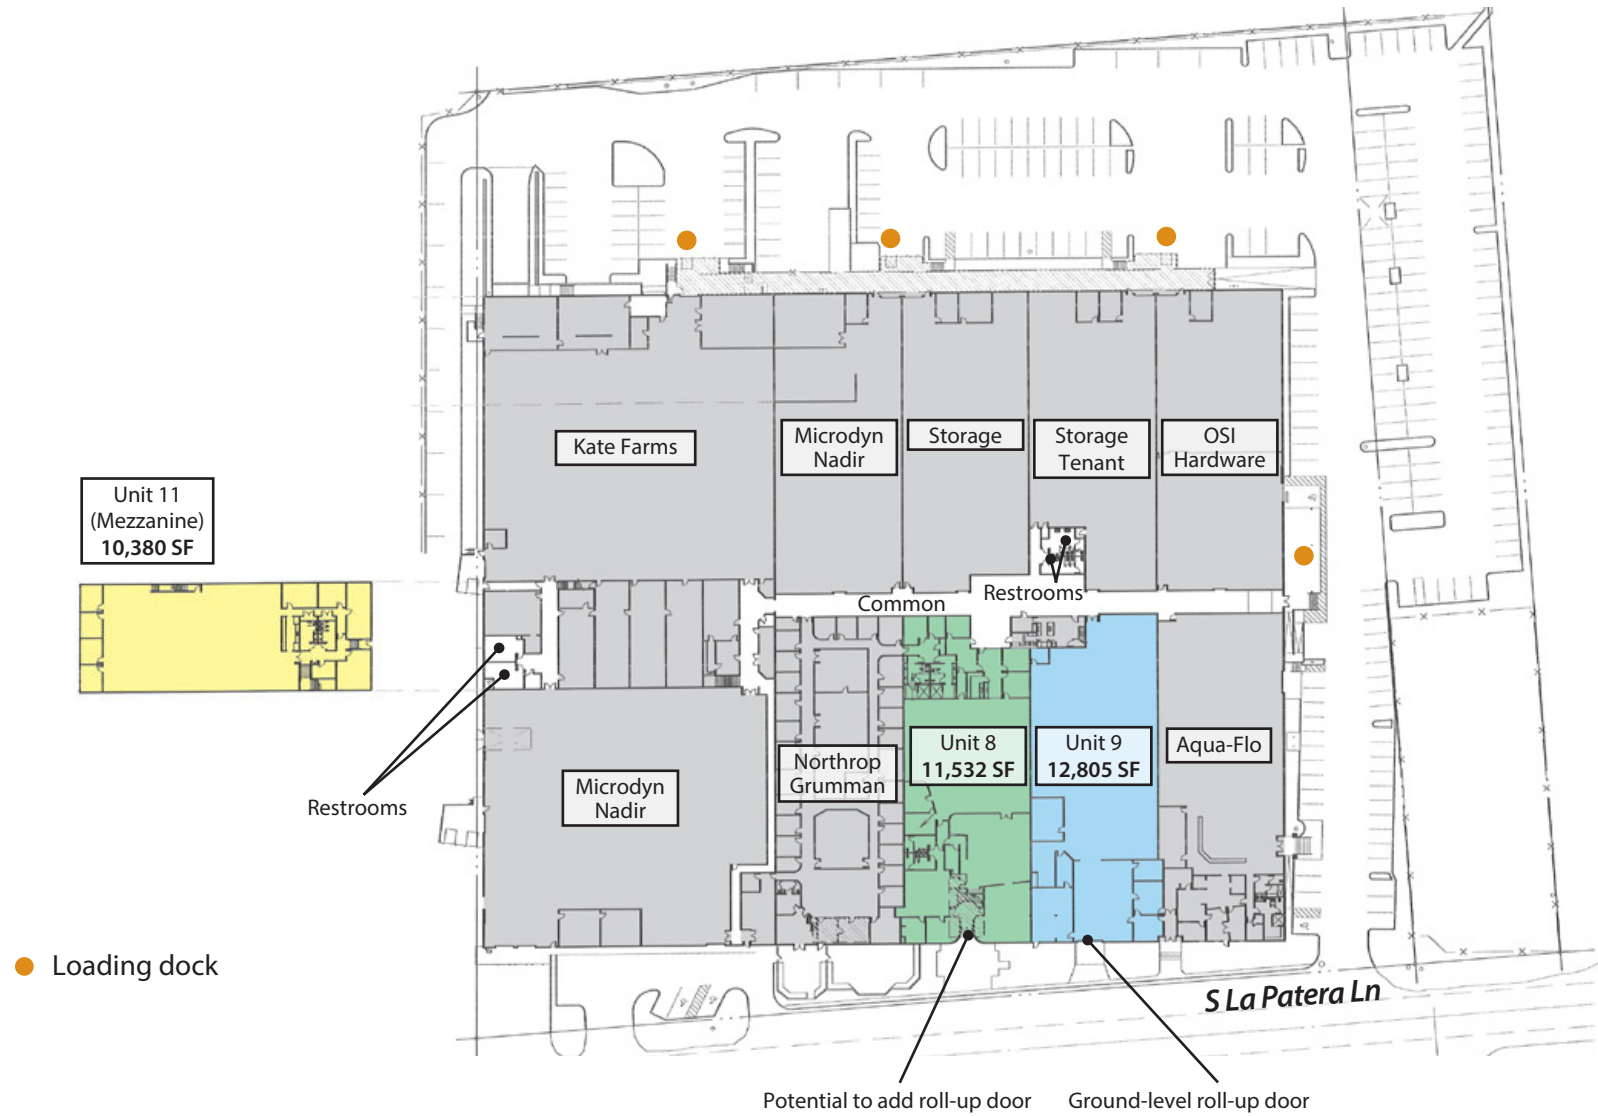 Kate Farms
Microdyn
Nadir
Storage
Storage
Tenant
OSI
Hardware
Unit 11
(Mezzanine)
10,380 SF
Restrooms
Common
Restrooms
Microdyn
Nadir
Northrop
Grumman
Unit 8
11,532 SF
Unit 9
12,805 SF
Aqua-Flo
Loading dock
S La Patera Ln
Potential to add roll-up door
Ground-level roll-up door